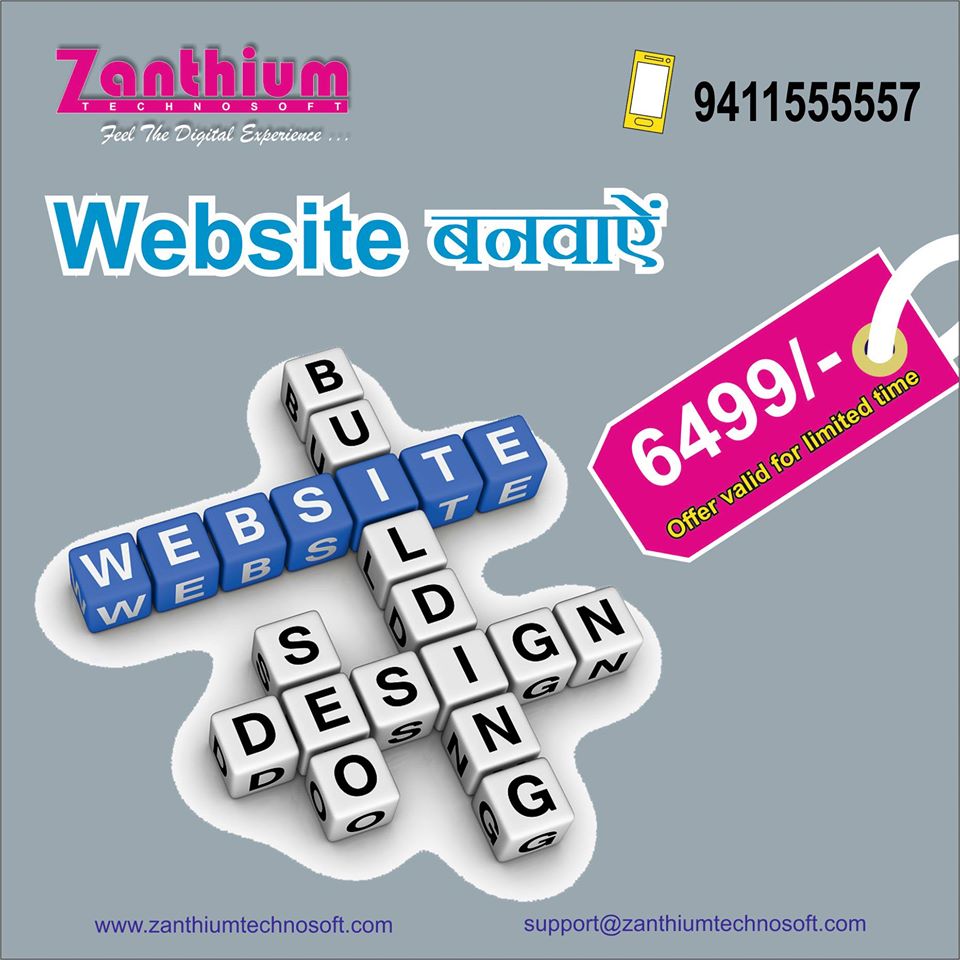 Zanthium
TECHNOSOFT
Feel The Digital Experience ...
9411555557
Website बनवाऐं
6499/-
Offer valid for limited time
BUILDING
WEBSITE
SEO
DESIGN
www.zanthiumtechnosoft.com
support@zanthiumtechnosoft.com